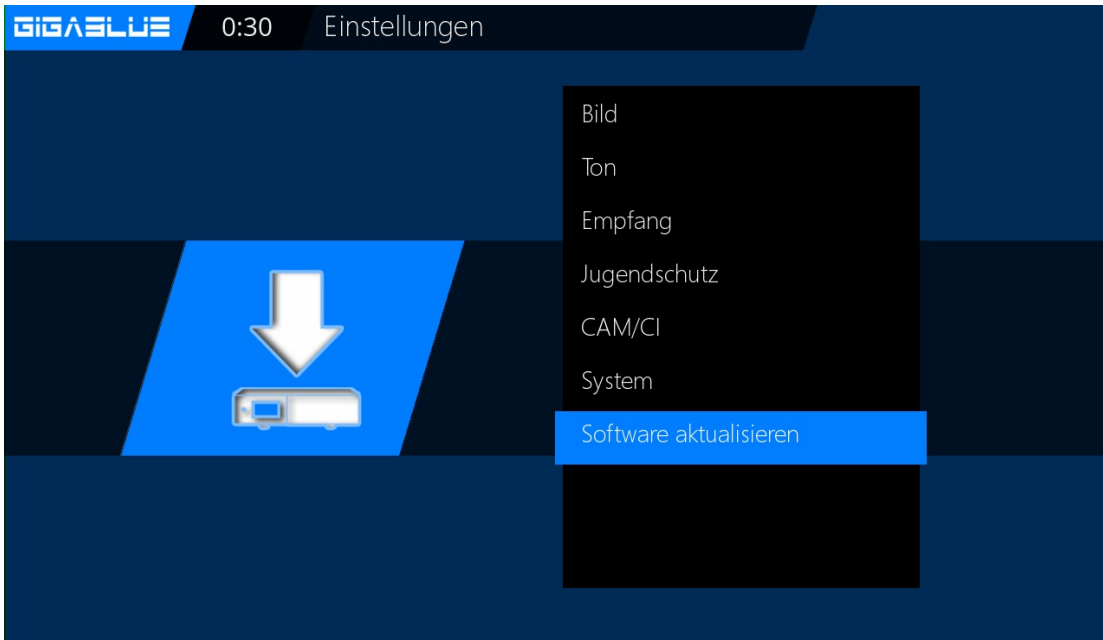 GIGABLUE 0:30 Einstellungen
Bild
Ton
Empfang
Jugendschutz
CAM/CI
System
Software aktualisieren